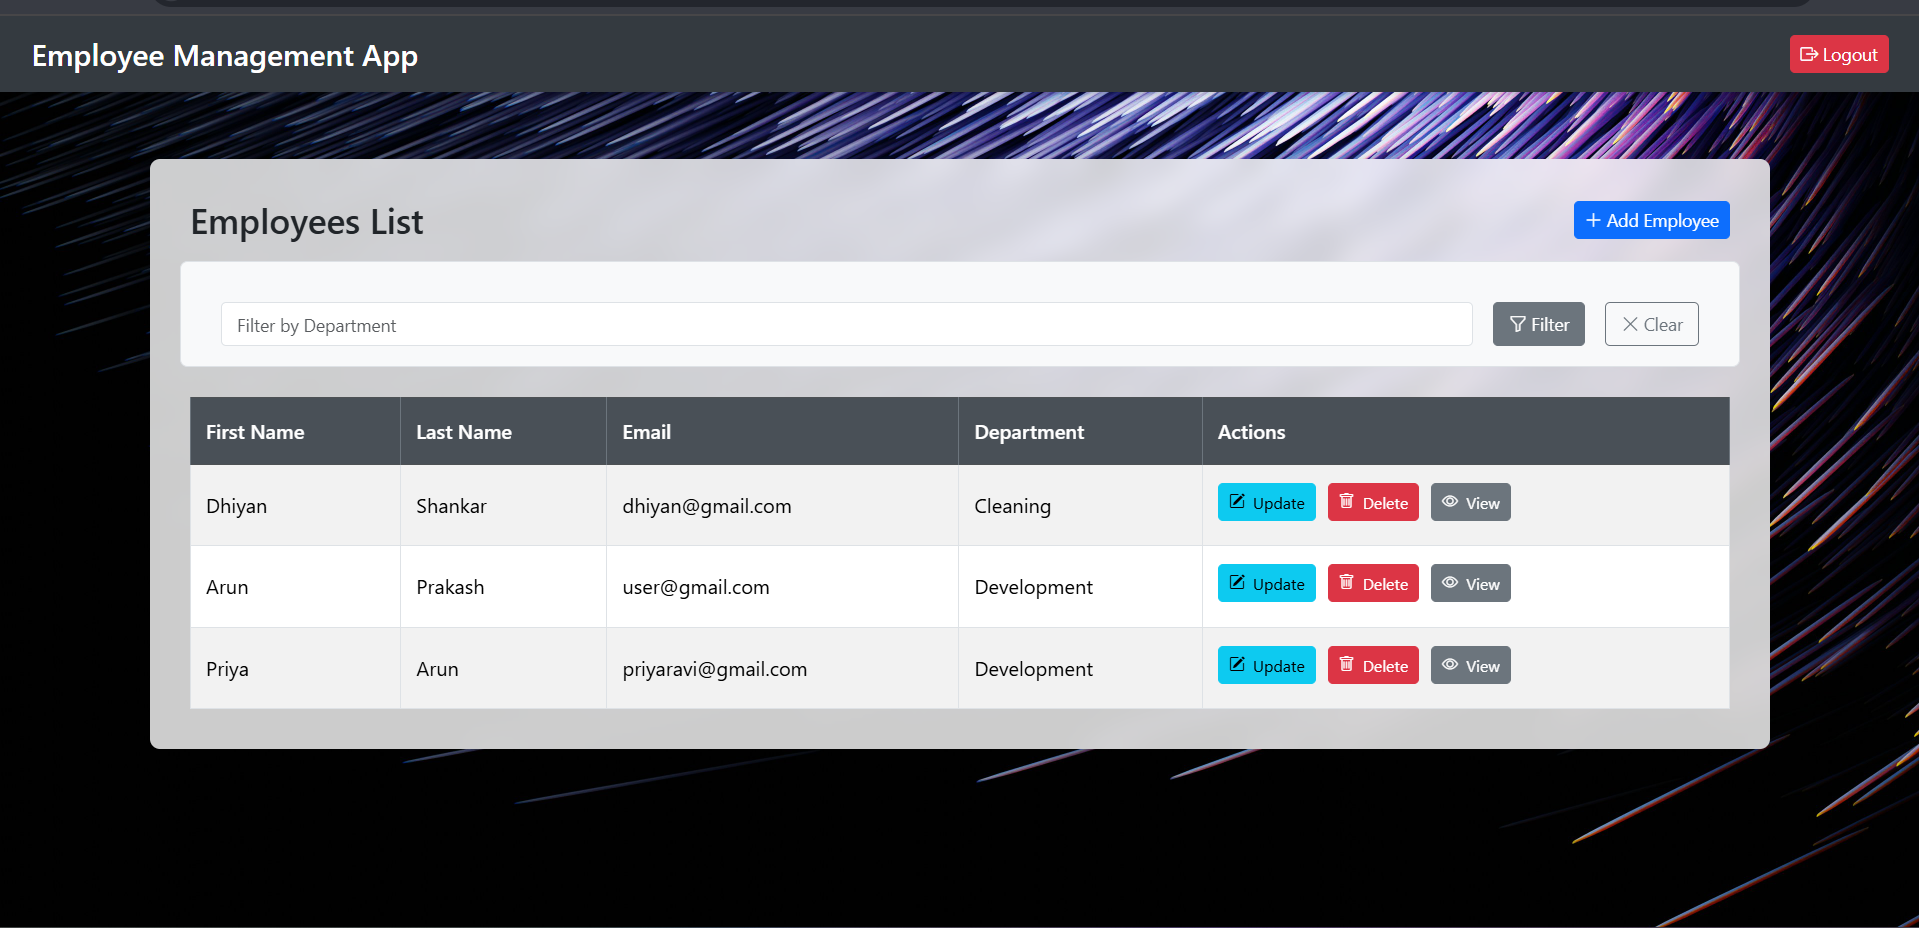 Employee Management App
Logout
Employees List
Add Employee
Filter by Department
Filter
Clear
First Name Last Name Email Department Actions
Dhiyan Shankar dhiyan@gmail.com Cleaning Update Delete View
Arun Prakash user@gmail.com Development Update Delete View
Priya Arun priyaravi@gmail.com Development Update Delete View